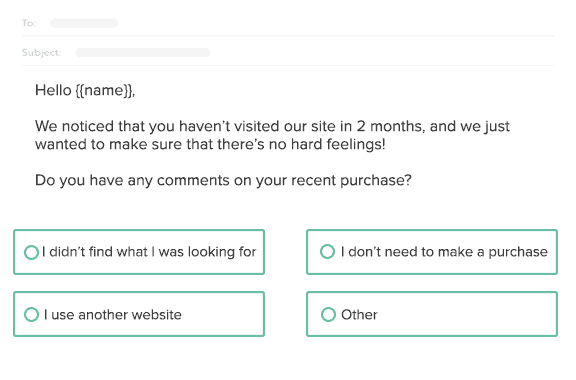 To:
Subject:
Hello {{name}},
We noticed that you haven't visited our site in 2 months, and we just
wanted to make sure that there's no hard feelings!
Do you have any comments on your recent purchase?
I didn't find what I was looking for
I don't need to make a purchase
I use another website
Other